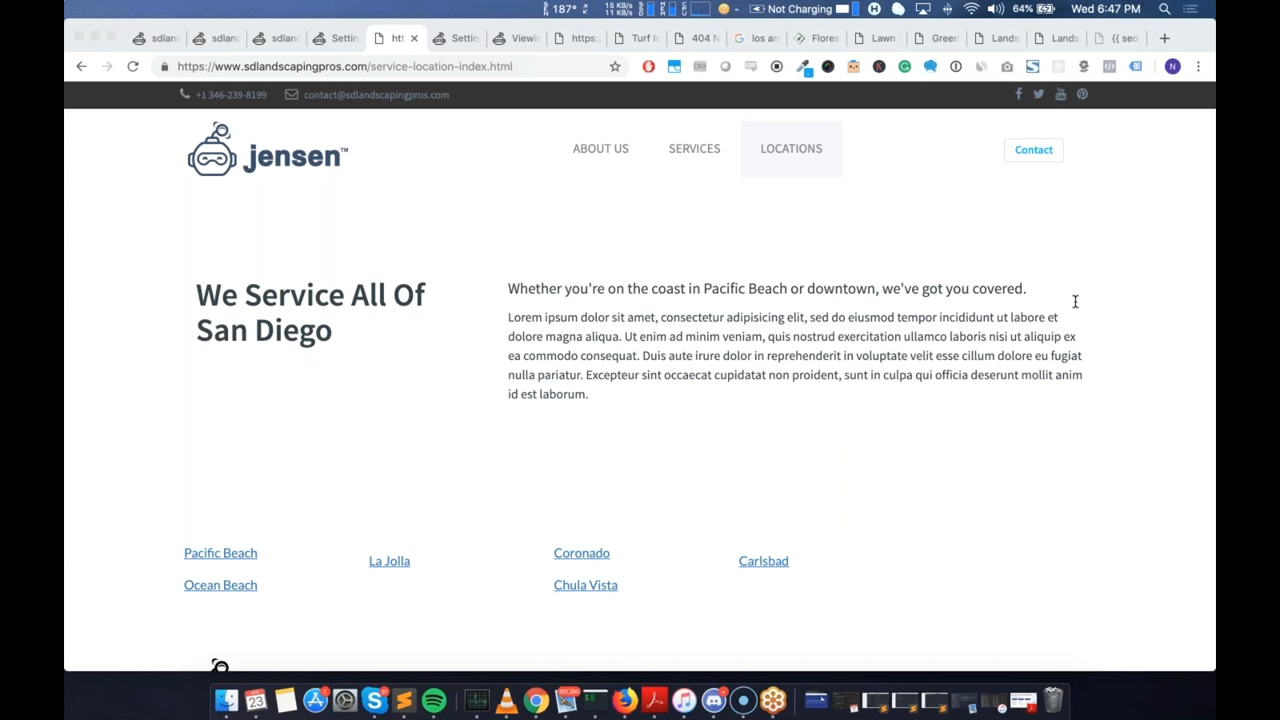 187°
15 KB/s
11 KB/s
Not Charging
64%
Wed 6:47 PM
sdlanc
sdlanc
sdlanc
Settin
htt
Settin
Viewin
https:
Turf In
404 N
los an
Flores
Lawn
Green
Lands
Lands
{{ seo
https://www.sdlandscapingpros.com/service-location-index.html
N
+1 346-239-8199
contact@sdlandscapingpros.com
jensen™
ABOUT US
SERVICES
LOCATIONS
Contact
We Service All Of
San Diego
Whether you're on the coast in Pacific Beach or downtown, we've got you covered.
Lorem ipsum dolor sit amet, consectetur adipisicing elit, sed do eiusmod tempor incididunt ut labore et
dolore magna aliqua. Ut enim ad minim veniam, quis nostrud exercitation ullamco laboris nisi ut aliquip ex
ea commodo consequat. Duis aute irure dolor in reprehenderit in voluptate velit esse cillum dolore eu fugiat
nulla pariatur. Excepteur sint occaecat cupidatat non proident, sunt in culpa qui officia deserunt mollit anim
id est laborum.
Pacific Beach
La Jolla
Coronado
Carlsbad
Ocean Beach
Chula Vista
23